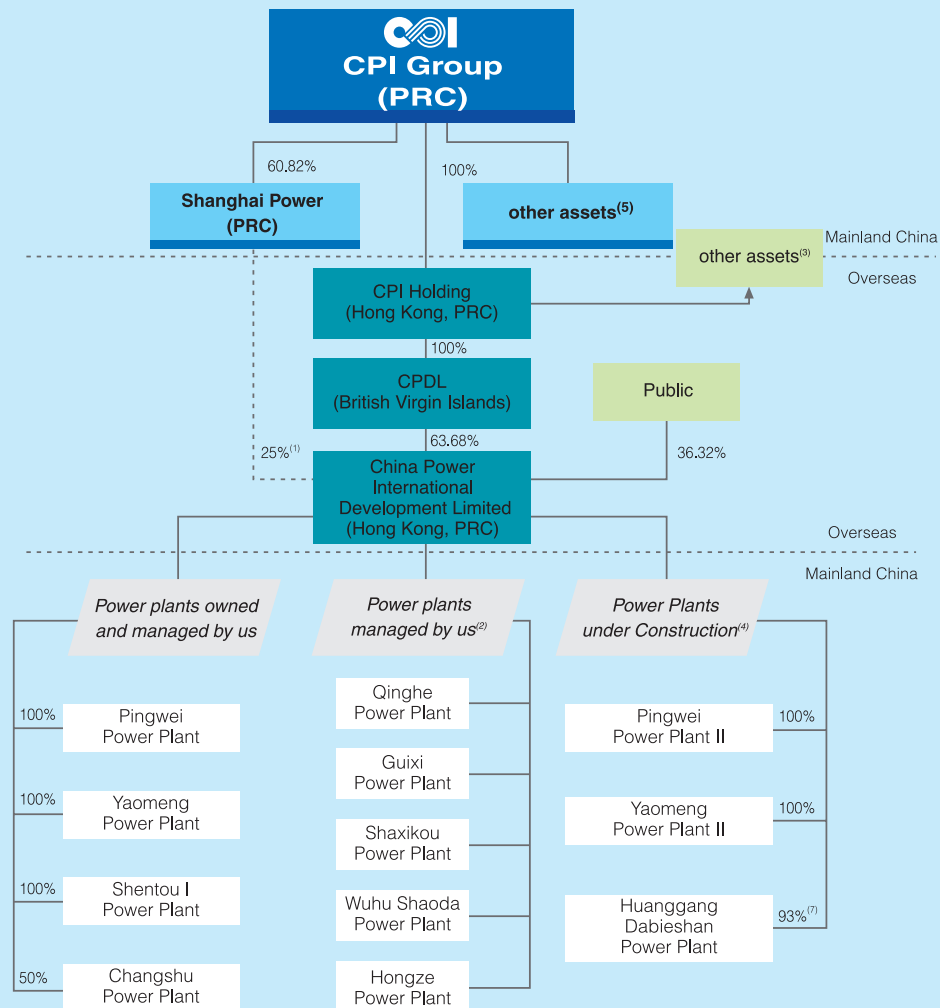 CPI
CPI Group
(PRC)
60.82%
100%
Shanghai Power
(PRC)
other assets(5)
other assets(3)
Mainland China
Overseas
CPI Holding
(Hong Kong, PRC)
100%
CPDL
(British Virgin Islands)
Public
63.68%
25%(1)
36.32%
China Power
International
Development Limited
(Hong Kong, PRC)
Overseas
Mainland China
Power plants owned
and managed by us
Power plants
managed by us(2)
Power Plants
under Construction(4)
100%
Pingwei
Power Plant
100%
Yaomeng
Power Plant
100%
Shentou I
Power Plant
50%
Changshu
Power Plant
Qinghe
Power Plant
Guixi
Power Plant
Shaxikou
Power Plant
Wuhu Shaoda
Power Plant
Hongze
Power Plant
Pingwei
Power Plant II
100%
Yaomeng
Power Plant II
100%
Huanggang
Dabieshan
Power Plant
93%(7)